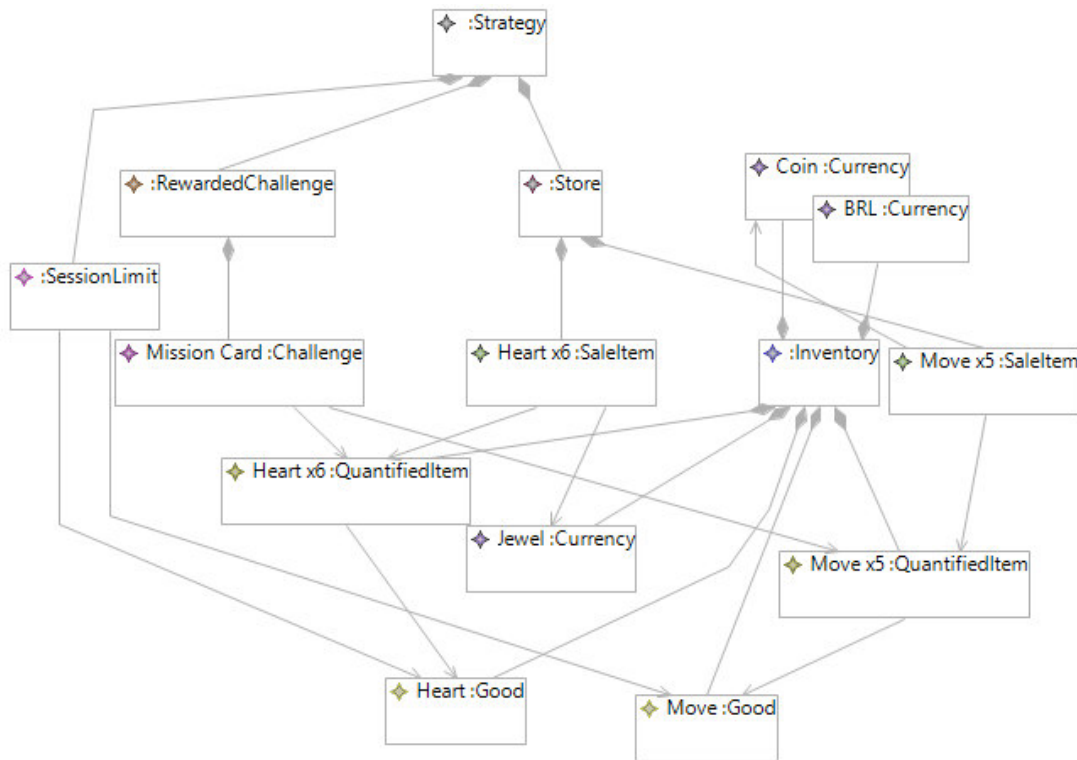 :Strategy
:RewardedChallenge
:Store
Coin :Currency
BRL :Currency
:SessionLimit
Mission Card :Challenge
Heart x6 :SaleItem
:Inventory
Move x5 :SaleItem
Heart x6 :QuantifiedItem
Jewel :Currency
Move x5 :QuantifiedItem
Heart :Good
Move :Good